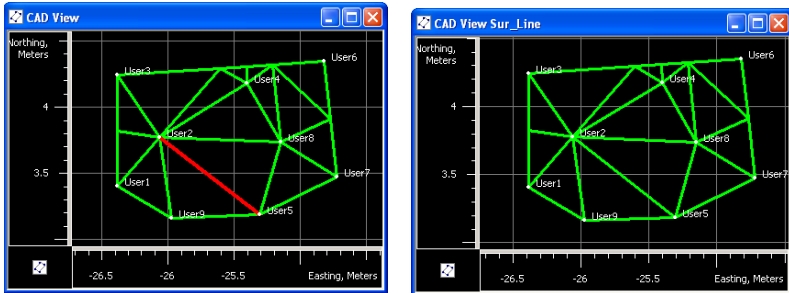 CAD View
Northing,
Meters
User3
User6
User4
4
User2
User8
3.5
User1
User7
User9
User5
-26.5
-26
-25.5
Easting, Meters
CAD View Sur_Line
Northing,
Meters
User3
User6
User4
4
User2
User8
3.5
User1
User7
User9
User5
-26.5
-26
-25.5
Easting, Meters